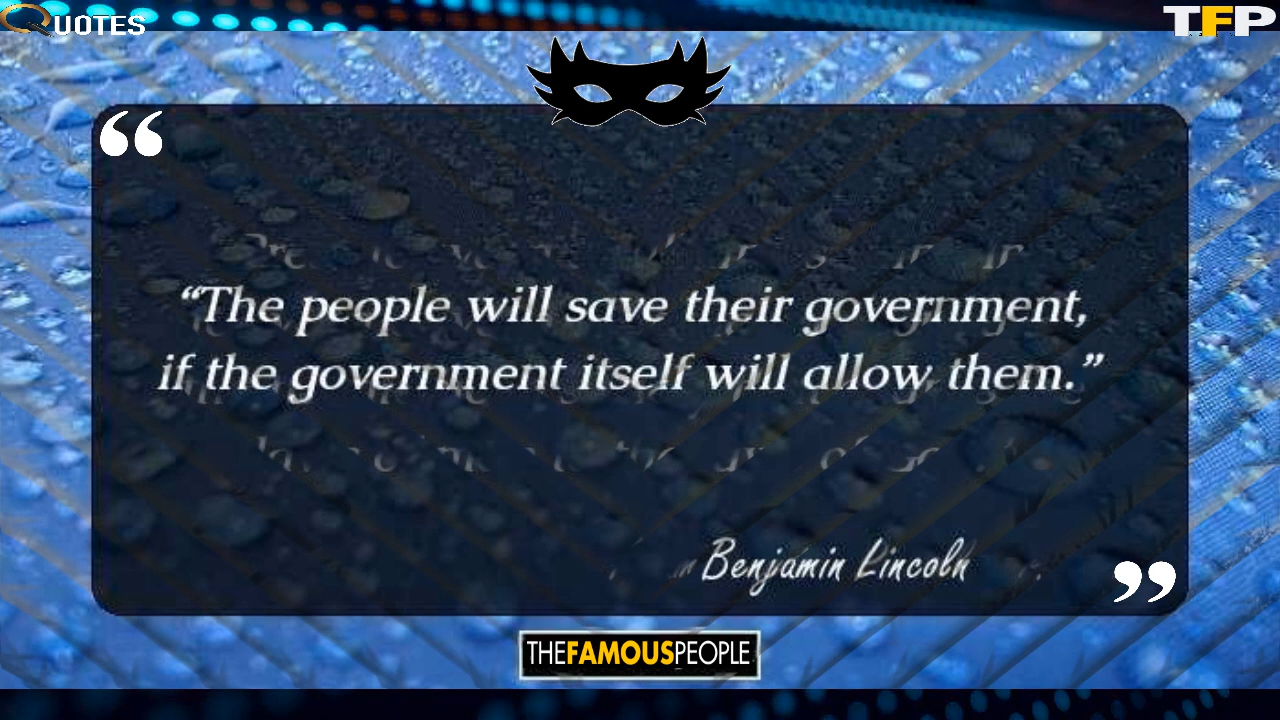 QUOTES
TFP
“
“The people will save their government,
if the government itself will allow them.”
Benjamin Lincoln
”
THEFAMOUSPEOPLE